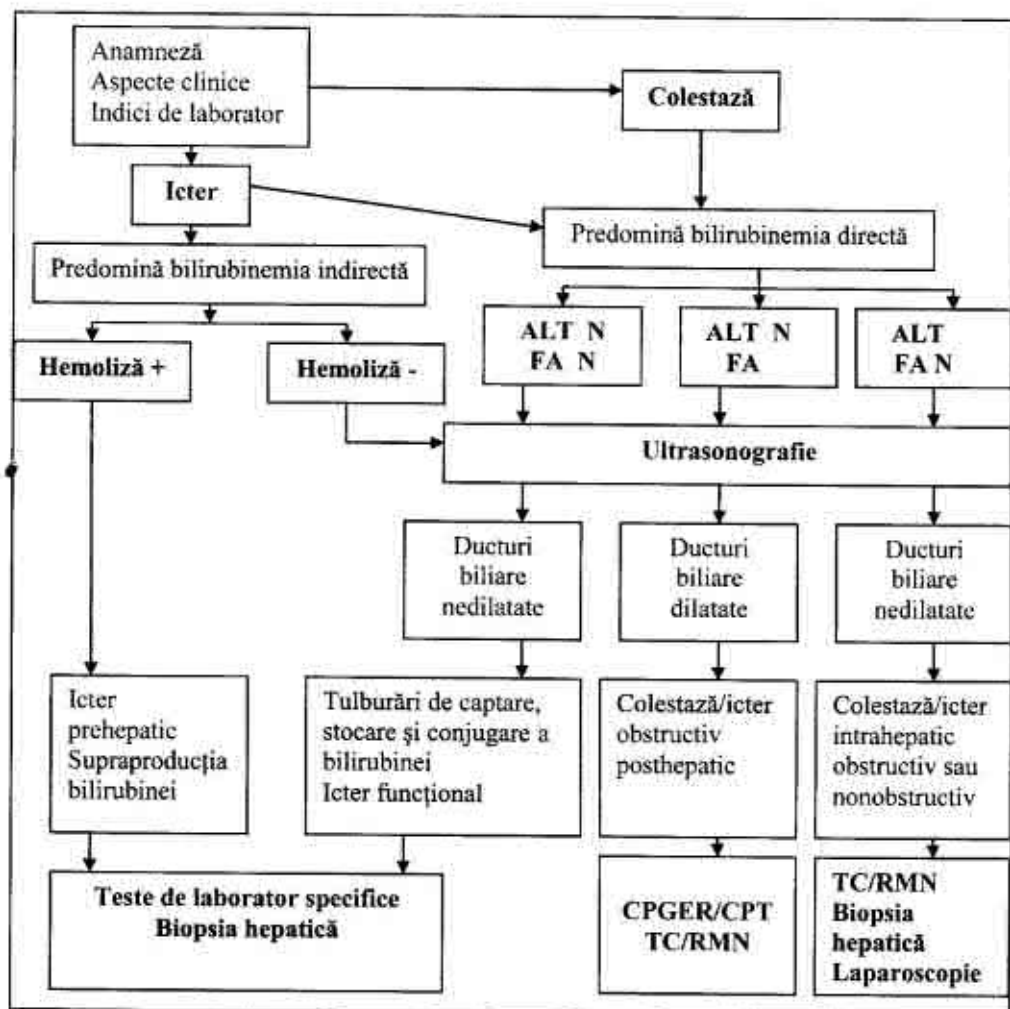 Anamneză
Aspecte clinice
Indici de laborator
Colestază
Icter
Predomină bilirubinemia directă
Predomină bilirubinemia indirectă
ALT N
FA N
ALT N
FA
ALT
FA N
Hemoliză +
Hemoliză -
Ultrasonografie
Ducturi
biliare
nedilatate
Ducturi
biliare
dilatate
Ducturi
biliare
nedilatate
Icter
prehepatic
Supraproducția
bilirubinei
Tulburări de captare,
stocare și conjugare a
bilirubinei
Icter funcțional
Colestază/icter
obstructiv
posthepatic
Colestază/icter
intrahepatic
obstructiv sau
nonobstructiv
Teste de laborator specifice
Biopsia hepatică
CPGER/CPT
TC/RMN
TC/RMN
Biopsia
hepatică
Laparoscopie